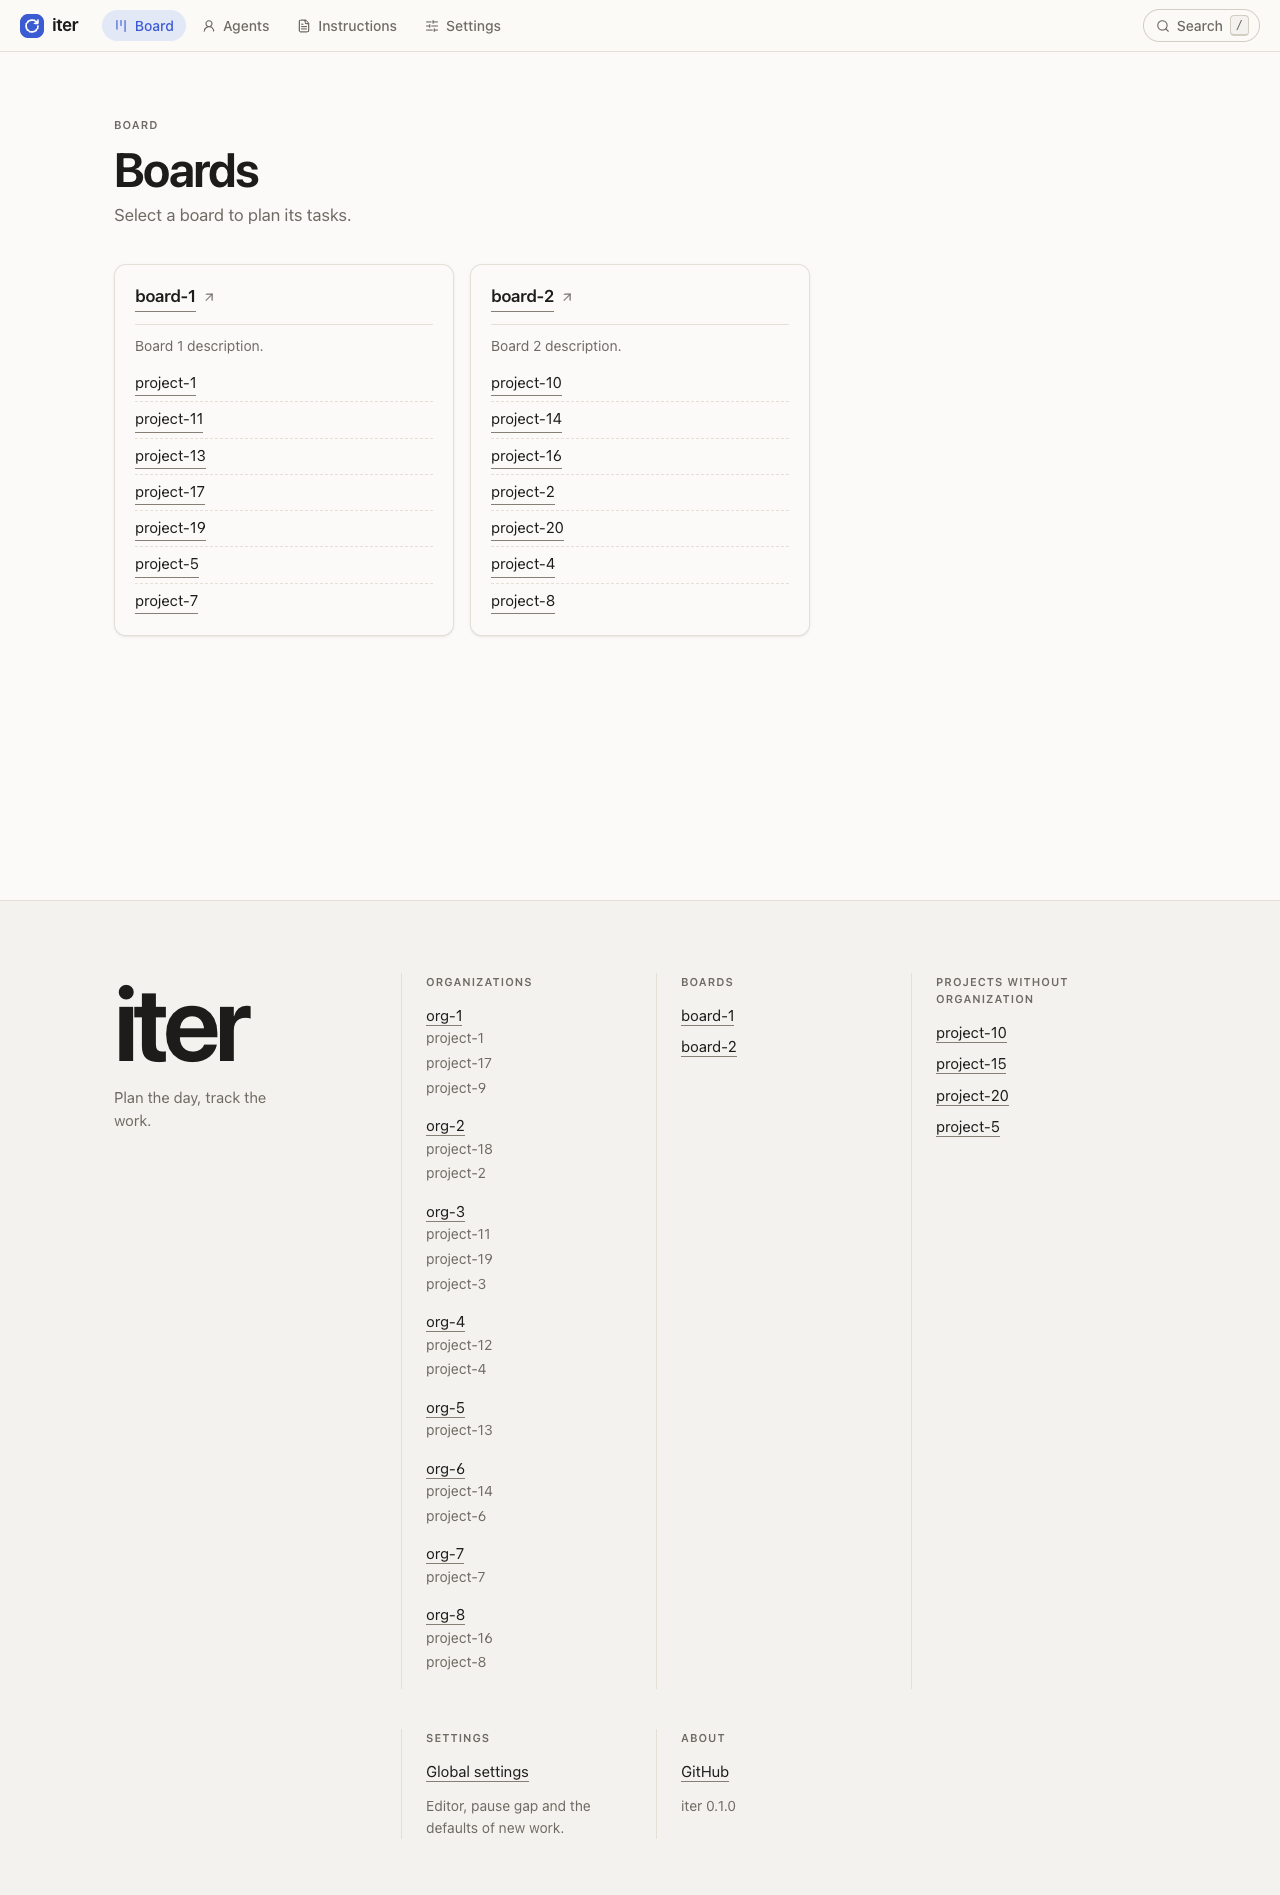 iter
Board
Agents
Instructions
Settings
Search /
BOARD
Boards
Select a board to plan its tasks.
board-1
Board 1 description.
project-1
project-11
project-13
project-17
project-19
project-5
project-7
board-2
Board 2 description.
project-10
project-14
project-16
project-2
project-20
project-4
project-8
iter
Plan the day, track the
work.
ORGANIZATIONS
org-1
project-1
project-17
project-9
org-2
project-18
project-2
org-3
project-11
project-19
project-3
org-4
project-12
project-4
org-5
project-13
org-6
project-14
project-6
org-7
project-7
org-8
project-16
project-8
BOARDS
board-1
board-2
PROJECTS WITHOUT
ORGANIZATION
project-10
project-15
project-20
project-5
SETTINGS
Global settings
Editor, pause gap and the
defaults of new work.
ABOUT
GitHub
iter 0.1.0